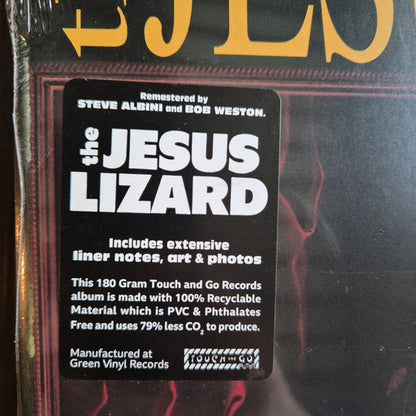 JES
Remastered by
STEVE ALBINI and BOB WESTON.
the JESUS
LIZARD
Includes extensive
liner notes, art & photos
This 180 Gram Touch and Go Records
album is made with 100% Recyclable
Material which is PVC & Phthalates
Free and uses 79% less CO₂ to produce.
Manufactured at
Green Vinyl Records
TOUCH AND GO